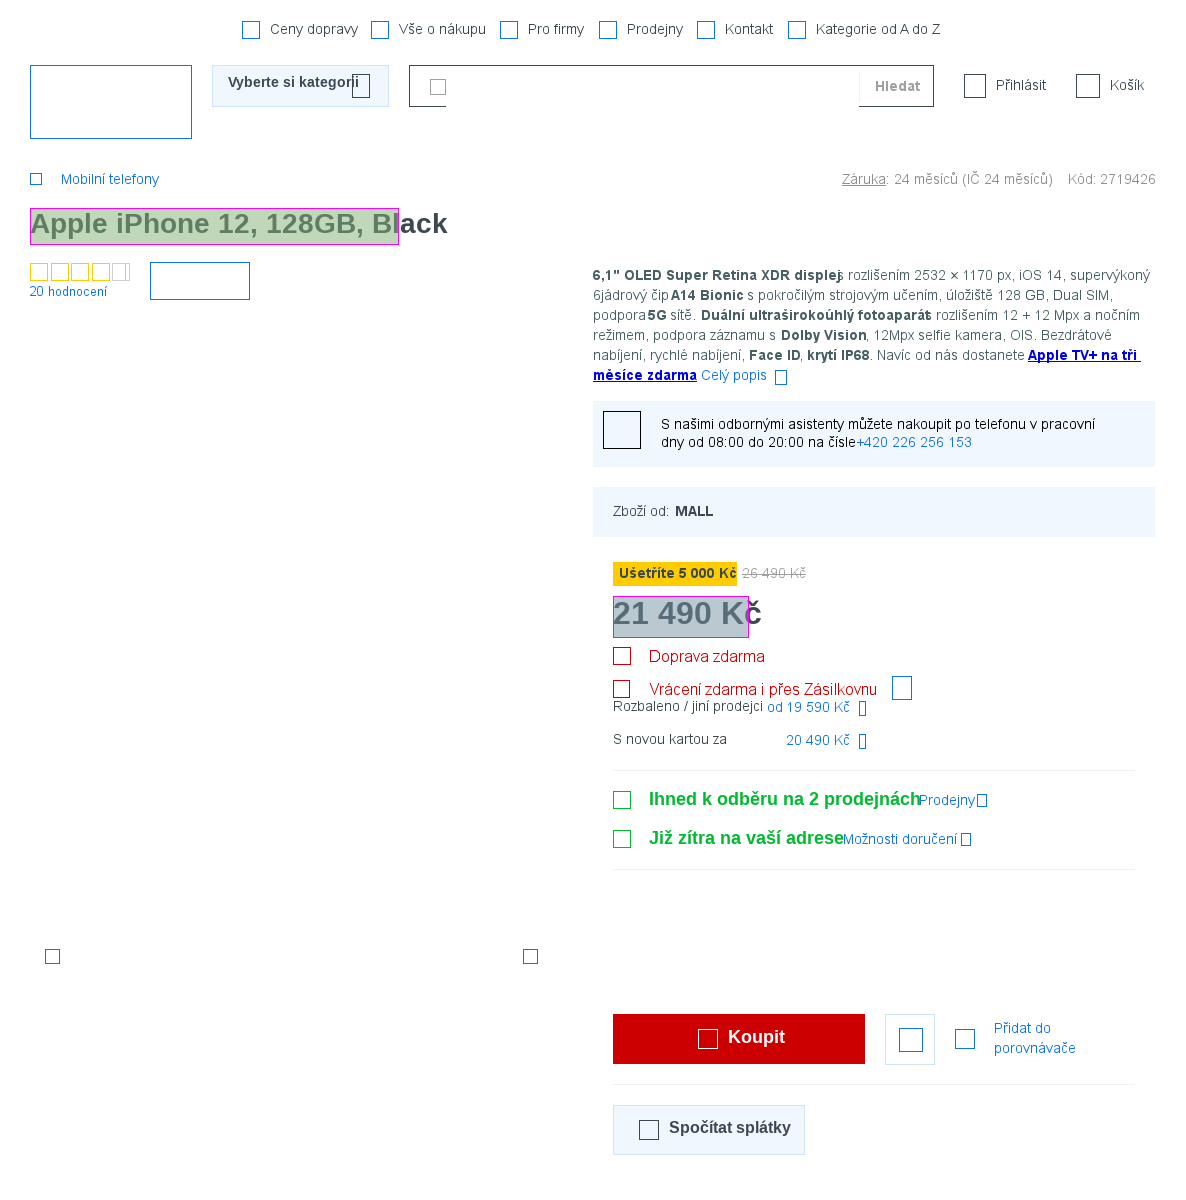 Ceny dopravy Vše o nákupu Pro firmy Prodejny Kontakt Kategorie od A do Z
Vyberte si kategorii Hledat Přihlásit Košík
Mobilní telefony Záruka: 24 měsíců (IČ 24 měsíců) Kód: 2719426
Apple iPhone 12, 128GB, Black
20 hodnocení
6,1" OLED Super Retina XDR displej s rozlišením 2532 × 1170 px, iOS 14, supervýkoný
6jádrový čip A14 Bionic s pokročilým strojovým učením, úložiště 128 GB, Dual SIM,
podpora 5G sítě. Duální ultraširokoúhlý fotoaparát s rozlišením 12 + 12 Mpx a nočním
režimem, podpora záznamu s Dolby Vision, 12Mpx selfie kamera, OIS. Bezdrátové
nabíjení, rychlé nabíjení, Face ID, krytí IP68. Navíc od nás dostanete Apple TV+ na tři
měsíce zdarma Celý popis
S našimi odbornými asistenty můžete nakoupit po telefonu v pracovní
dny od 08:00 do 20:00 na čísle +420 226 256 153
Zboží od: MALL
Ušetříte 5 000 Kč 26 490 Kč
21 490 Kč
Doprava zdarma
Vrácení zdarma i přes Zásilkovnu
Rozbaleno / jiní prodejci od 19 590 Kč
S novou kartou za 20 490 Kč
Ihned k odběru na 2 prodejnách Prodejny
Již zítra na vaší adrese Možnosti doručení
Koupit
Přidat do
porovnávače
Spočítat splátky